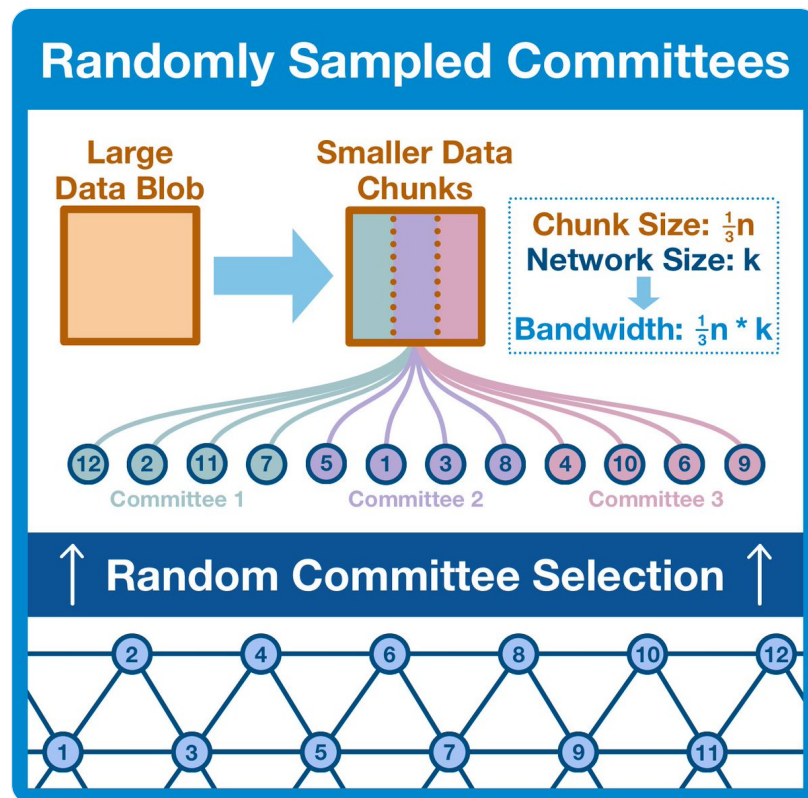 Randomly Sampled Committees
Large
Data Blob
Smaller Data
Chunks
Chunk Size: ⅓n
Network Size: k
Bandwidth: ⅓n * k
12 2 11 7 5 1 3 8 4 10 6 9
Committee 1 Committee 2 Committee 3
Random Committee Selection
2 4 6 8 10 12
1 3 5 7 9 11